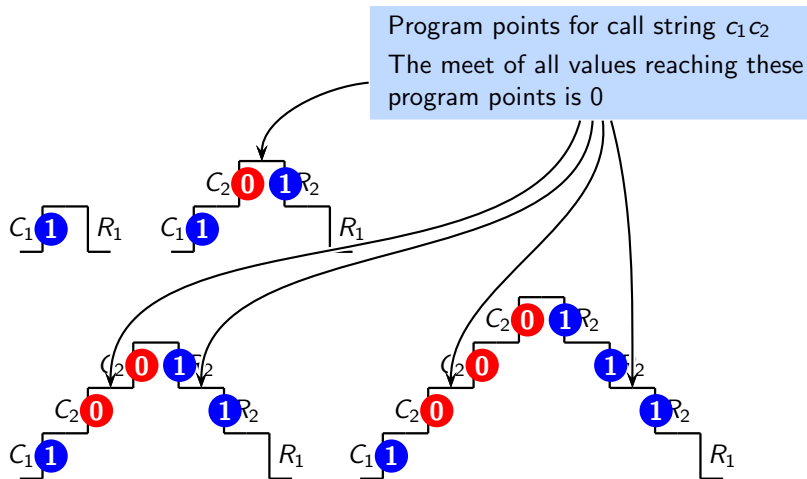 Program points for call string c₁c₂
The meet of all values reaching these
program points is 0
C₂ 0 1 R₂
C₁ 1 R₁
C₁ 1 R₁
C₂ 0 1 R₂
C₂ 0 1
C₂ 0 1
C₂ 0 1 R₂
C₂ 0 1 R₂
C₁ 1 R₁
C₁ 1 R₁